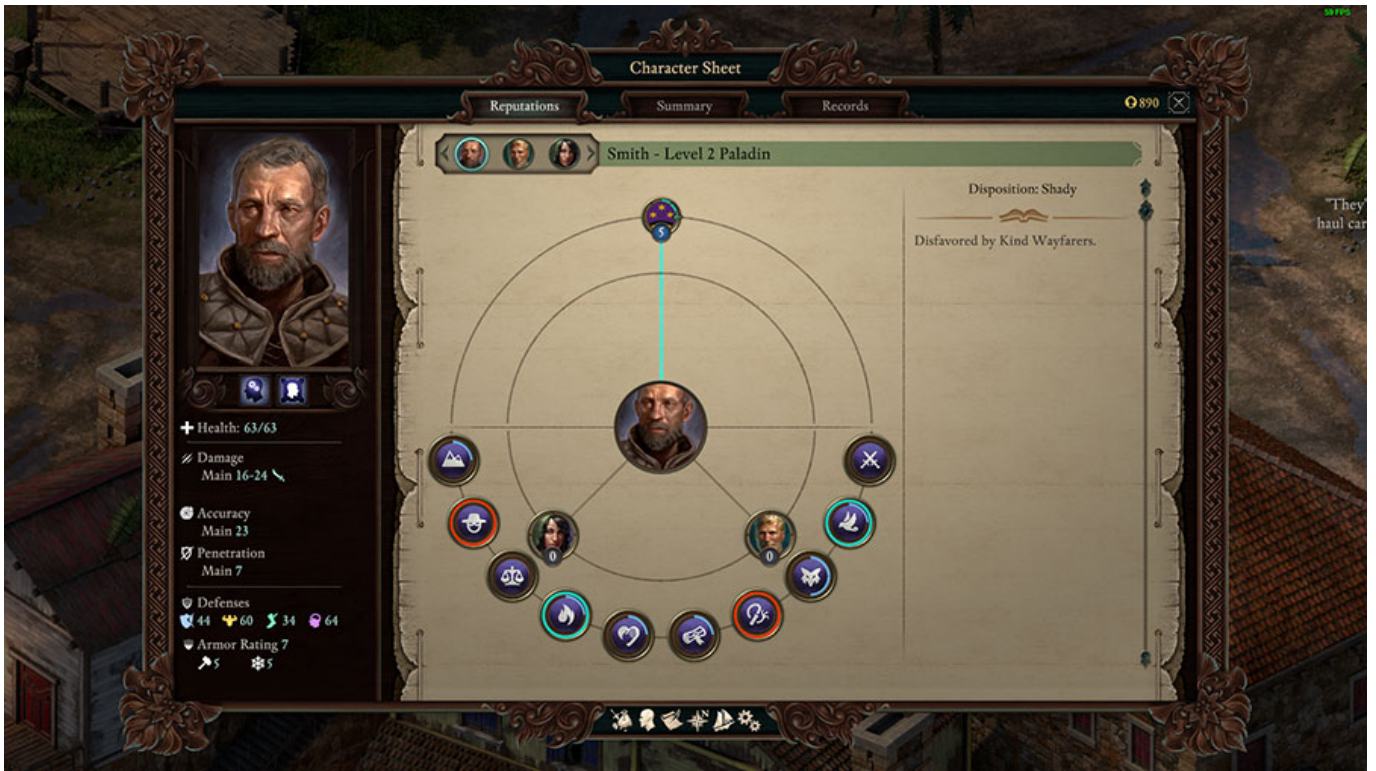 59 FPS
Character Sheet
Reputations
Summary
Records
890
Smith - Level 2 Paladin
Disposition: Shady
Disfavored by Kind Wayfarers.
"They'
haul car
5
0
0
Health: 63/63
Damage
Main 16-24
Accuracy
Main 23
Penetration
Main 7
Defenses
44 60 34 64
Armor Rating 7
5 5
N